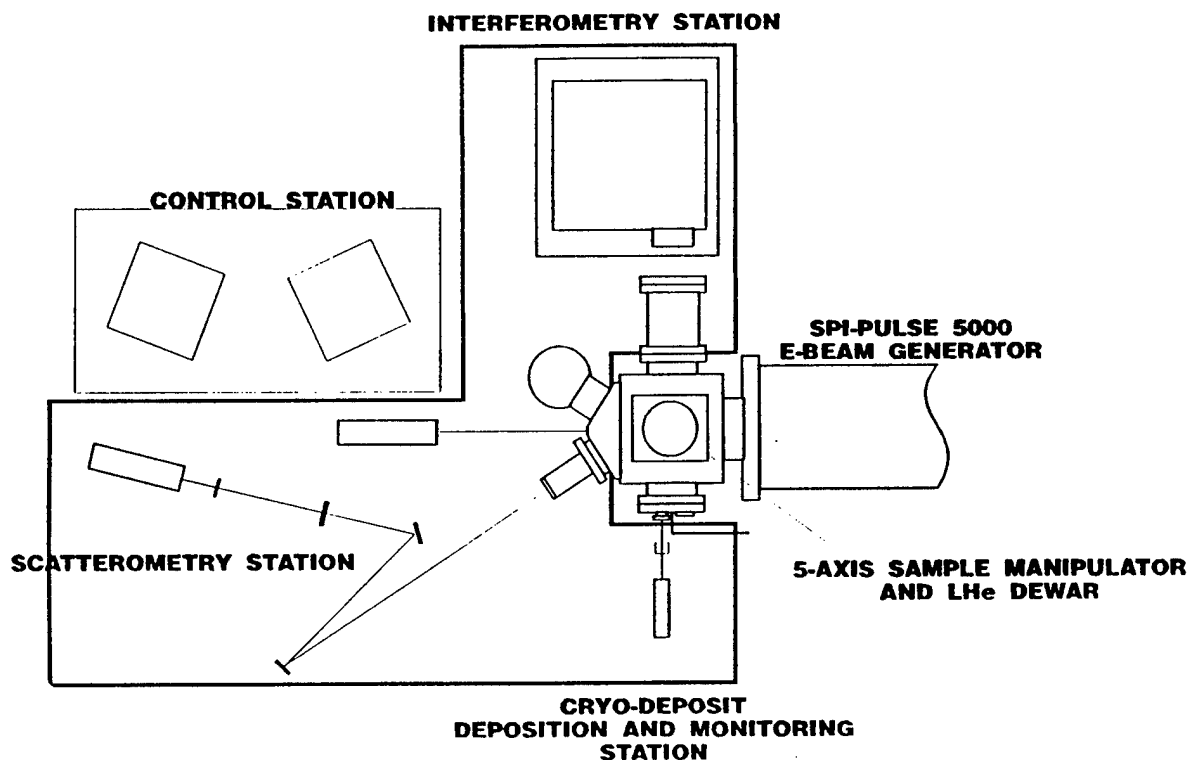 INTERFEROMETRY STATION
CONTROL STATION
SPI-PULSE 5000
E-BEAM GENERATOR
SCATTEROMETRY STATION
5-AXIS SAMPLE MANIPULATOR
AND LHe DEWAR
CRYO-DEPOSIT
DEPOSITION AND MONITORING
STATION